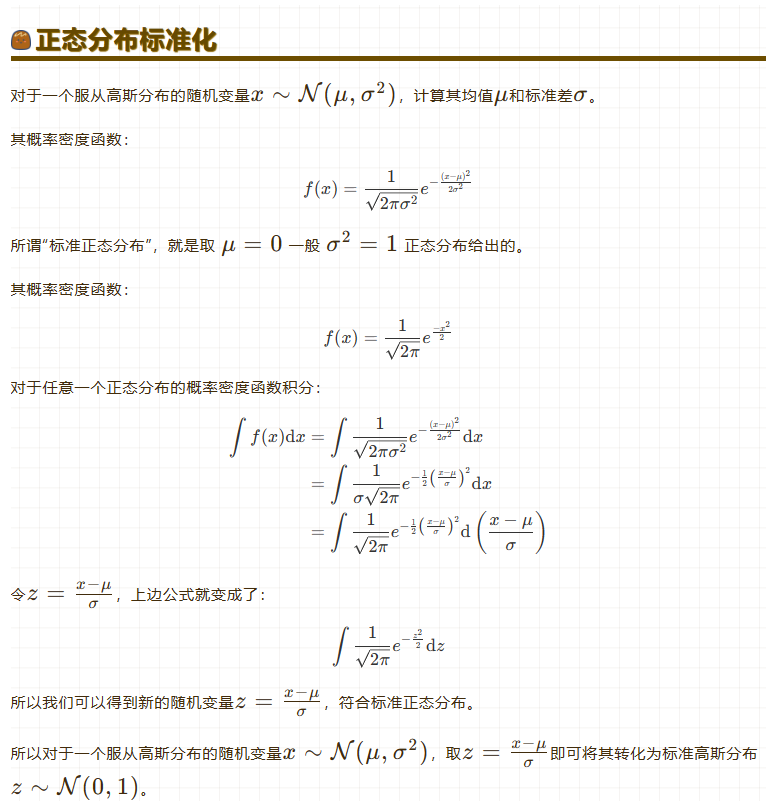 正态分布标准化
对于一个服从高斯分布的随机变量$x \sim \mathcal{N}(\mu, \sigma^2)$，计算其均值$\mu$和标准差$\sigma$。
其概率密度函数：
$f(x) = \frac{1}{\sqrt{2\pi\sigma^2}} e^{-\frac{(x-\mu)^2}{2\sigma^2}}$
所谓“标准正态分布”，就是取 $\mu = 0$ 一般 $\sigma^2 = 1$ 正态分布给出的。
其概率密度函数：
$f(x) = \frac{1}{\sqrt{2\pi}} e^{\frac{-x^2}{2}}$
对于任意一个正态分布的概率密度函数积分：
$\int f(x)\mathrm{d}x = \int \frac{1}{\sqrt{2\pi\sigma^2}} e^{-\frac{(x-\mu)^2}{2\sigma^2}} \mathrm{d}x$
$= \int \frac{1}{\sigma\sqrt{2\pi}} e^{-\frac{1}{2}\left(\frac{x-\mu}{\sigma}\right)^2} \mathrm{d}x$
$= \int \frac{1}{\sqrt{2\pi}} e^{-\frac{1}{2}\left(\frac{x-\mu}{\sigma}\right)^2} \mathrm{d}\left(\frac{x-\mu}{\sigma}\right)$
令$z = \frac{x-\mu}{\sigma}$，上边公式就变成了：
$\int \frac{1}{\sqrt{2\pi}} e^{-\frac{z^2}{2}} \mathrm{d}z$
所以我们可以得到新的随机变量$z = \frac{x-\mu}{\sigma}$，符合标准正态分布。
所以对于一个服从高斯分布的随机变量$x \sim \mathcal{N}(\mu, \sigma^2)$，取$z = \frac{x-\mu}{\sigma}$即可将其转化为标准高斯分布
$z \sim \mathcal{N}(0, 1)$。